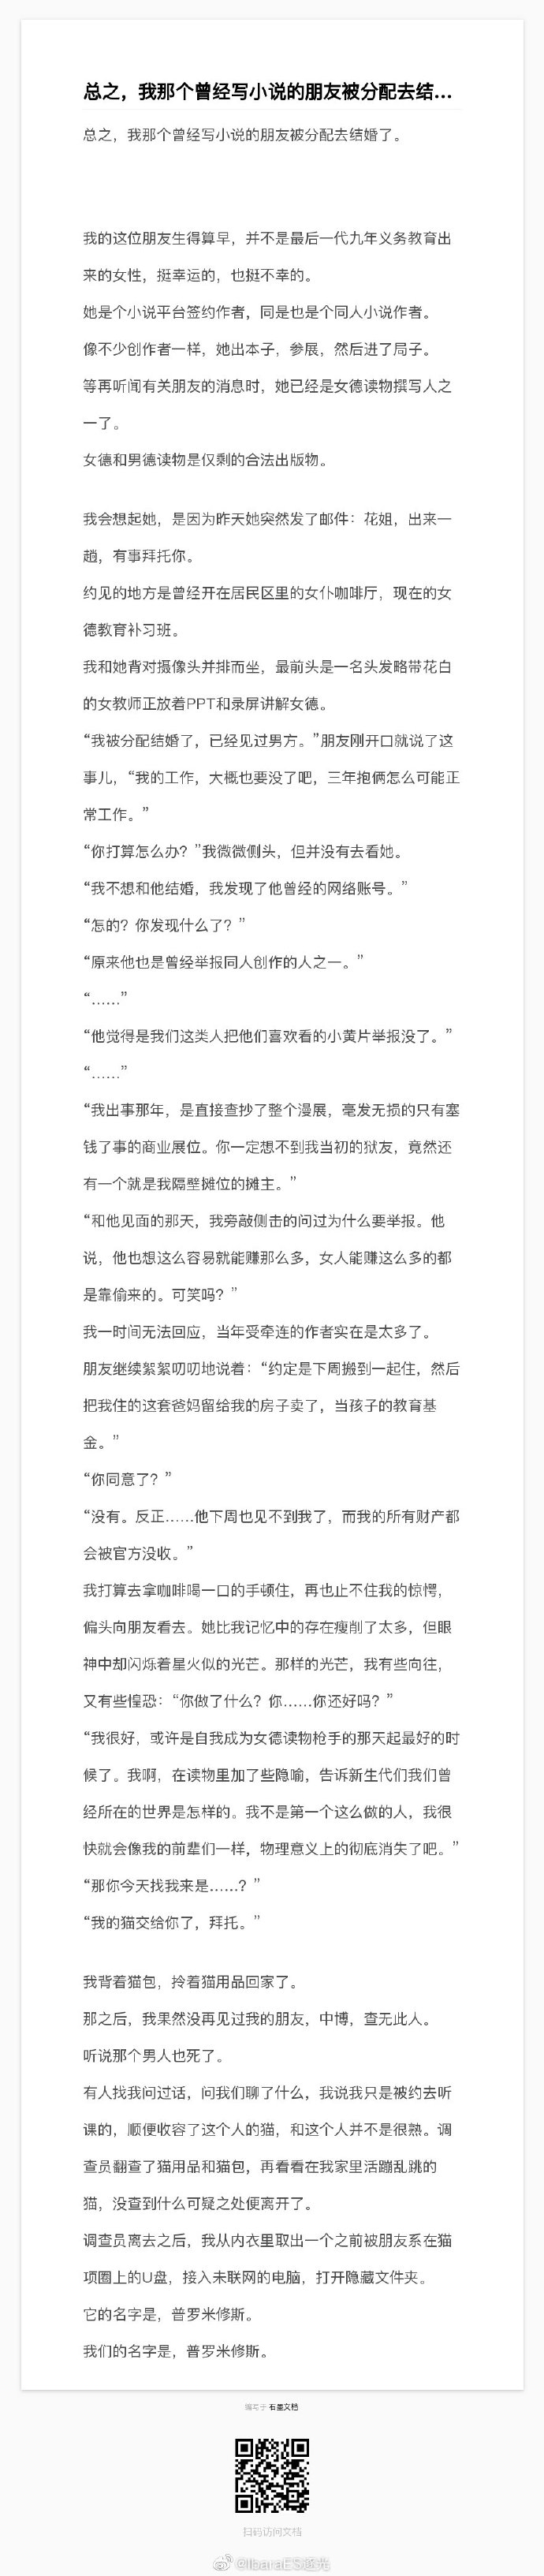 总之，我那个曾经写小说的朋友被分配去结...
总之，我那个曾经写小说的朋友被分配去结婚了。
我的这位朋友生得算早，并不是最后一代九年义务教育出
来的女性，挺幸运的，也挺不幸的。
她是个小说平台签约作者，同是也是个同人小说作者。
像不少创作者一样，她出本子，参展，然后进了局子。
等再听闻有关朋友的消息时，她已经是女德读物撰写人之
一了。
女德和男德读物是仅剩的合法出版物。
我会想起她，是因为昨天她突然发了邮件：花姐，出来一
趟，有事拜托你。
约见的地方是曾经开在居民区里的女仆咖啡厅，现在的女
德教育补习班。
我和她背对摄像头并排而坐，最前头是一名头发略带花白
的女教师正放着PPT和录屏讲解女德。
“我被分配结婚了，已经见过男方。”朋友刚开口就说了这
事儿，“我的工作，大概也要没了吧，三年抱俩怎么可能正
常工作。”
“你打算怎么办？”我微微侧头，但并没有去看她。
“我不想和他结婚，我发现了他曾经的网络账号。”
“怎的？你发现什么了？”
“原来他也是曾经举报同人创作的人之一。”
“……”
“他觉得是我们这类人把他们喜欢看的小黄片举报没了。”
“……”
“我出事那年，是直接查抄了整个漫展，毫发无损的只有塞
钱了事的商业展位。你一定想不到我当初的狱友，竟然还
有一个就是我隔壁摊位的摊主。”
“和他见面的那天，我旁敲侧击的问过为什么要举报。他
说，他也想这么容易就能赚那么多，女人能赚这么多的都
是靠偷来的。可笑吗？”
我一时间无法回应，当年受牵连的作者实在是太多了。
朋友继续絮絮叨叨地说着：“约定是下周搬到一起住，然后
把我住的这套爸妈留给我的房子卖了，当孩子的教育基
金。”
“你同意了？”
“没有。反正……他下周也见不到我了，而我的所有财产都
会被官方没收。”
我打算去拿咖啡喝一口的手顿住，再也止不住我的惊愕，
偏头向朋友看去。她比我记忆中的存在瘦削了太多，但眼
神中却闪烁着星火似的光芒。那样的光芒，我有些向往，
又有些惶恐：“你做了什么？你……你还好吗？”
“我很好，或许是自我成为女德读物枪手的那天起最好的时
候了。我啊，在读物里加了些隐喻，告诉新生代们我们曾
经所在的世界是怎样的。我不是第一个这么做的人，我很
快就会像我的前辈们一样，物理意义上的彻底消失了吧。”
“那你今天找我来是……？”
“我的猫交给你了，拜托。”
我背着猫包，拎着猫用品回家了。
那之后，我果然没再见过我的朋友，中博，查无此人。
听说那个男人也死了。
有人找我问过话，问我们聊了什么，我说我只是被约去听
课的，顺便收容了这个人的猫，和这个人并不是很熟。调
查员翻查了猫用品和猫包，再看看在我家里活蹦乱跳的
猫，没查到什么可疑之处便离开了。
调查员离去之后，我从内衣里取出一个之前被朋友系在猫
项圈上的U盘，接入未联网的电脑，打开隐藏文件夹。
它的名字是，普罗米修斯。
我们的名字是，普罗米修斯。
编写于 石墨文档
扫码访问文档